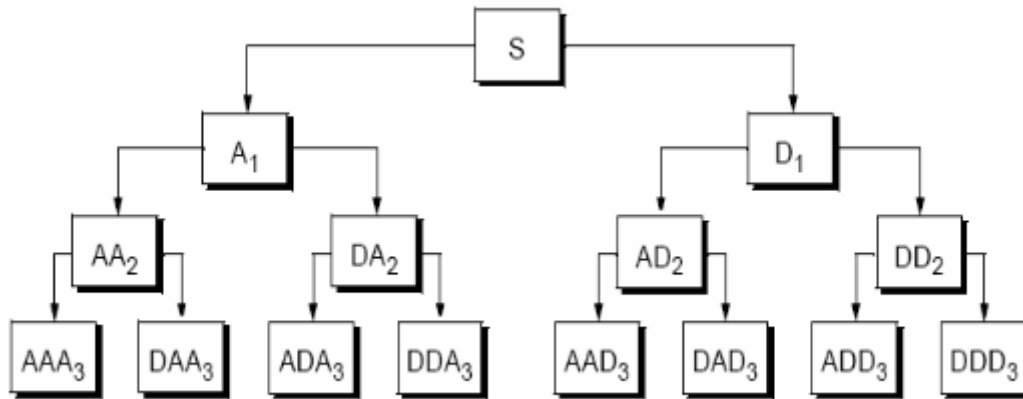 S
A₁ D₁
AA₂ DA₂ AD₂ DD₂
AAA₃ DAA₃ ADA₃ DDA₃ AAD₃ DAD₃ ADD₃ DDD₃